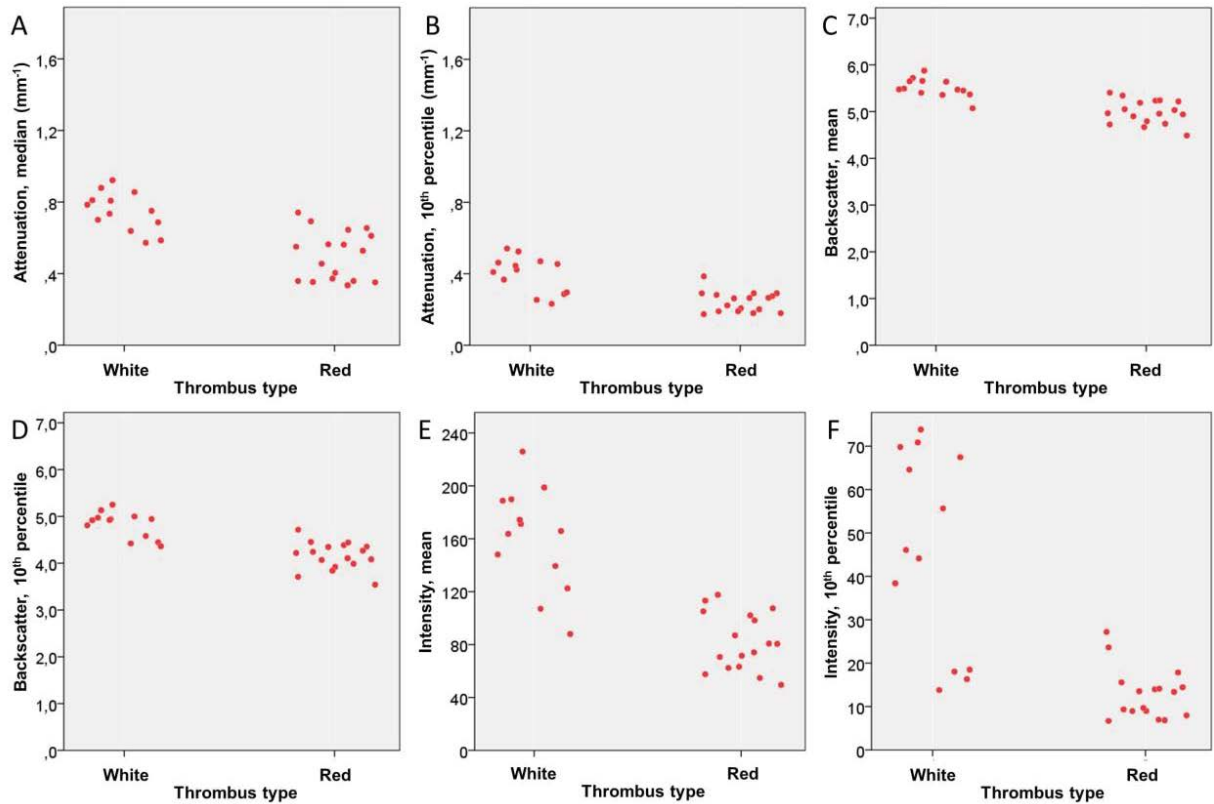 A
Attenuation, median (mm-1)
1,6
1,2
,8
,4
,0
White
Red
Thrombus type
B
Attenuation, 10th percentile (mm-1)
1,6
1,2
,8
,4
,0
White
Red
Thrombus type
C
Backscatter, mean
7,0
6,0
5,0
4,0
3,0
2,0
1,0
,0
White
Red
Thrombus type
D
Backscatter, 10th percentile
7,0
6,0
5,0
4,0
3,0
2,0
1,0
,0
White
Red
Thrombus type
E
Intensity, mean
240
200
160
120
80
40
0
White
Red
Thrombus type
F
Intensity, 10th percentile
70
60
50
40
30
20
10
0
White
Red
Thrombus type